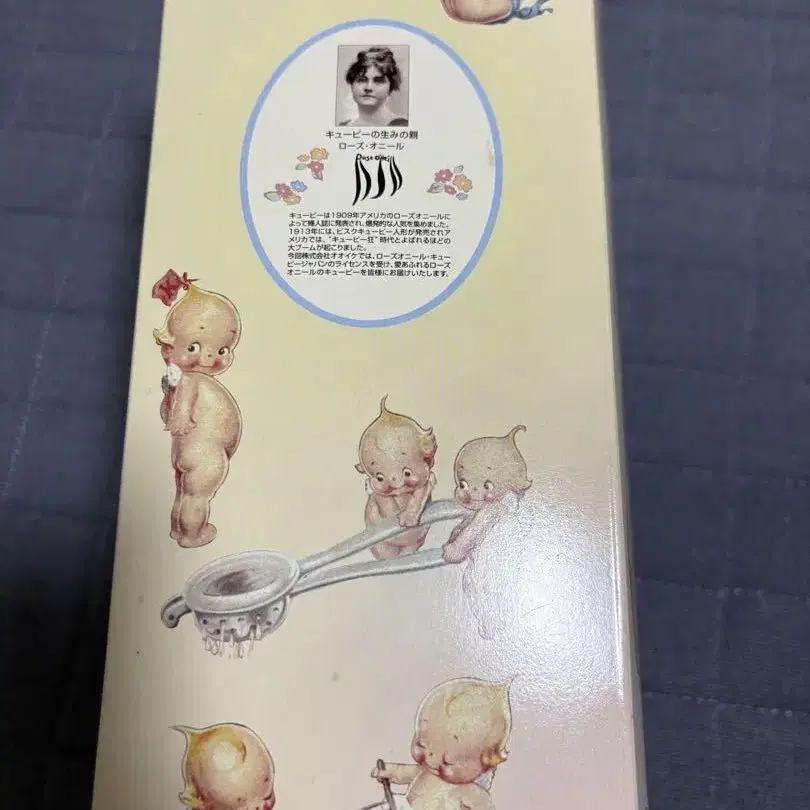 キューピーの生みの親
ローズ・オニール
Rose O'Neill
キューピーは1909年アメリカのローズオニールに
よって婦人誌に発表され、爆発的な人気を集めました。
1913年には、ビスクキューピー人形が発売されア
メリカでは、"キューピー狂"時代とよばれるほどの
大ブームが起こりました。
今回株式会社オオイケでは、ローズオニール・キュー
ピージャパンのライセンスを受け、愛あふれるローズ
オニールのキューピーを皆様にお届けいたします。